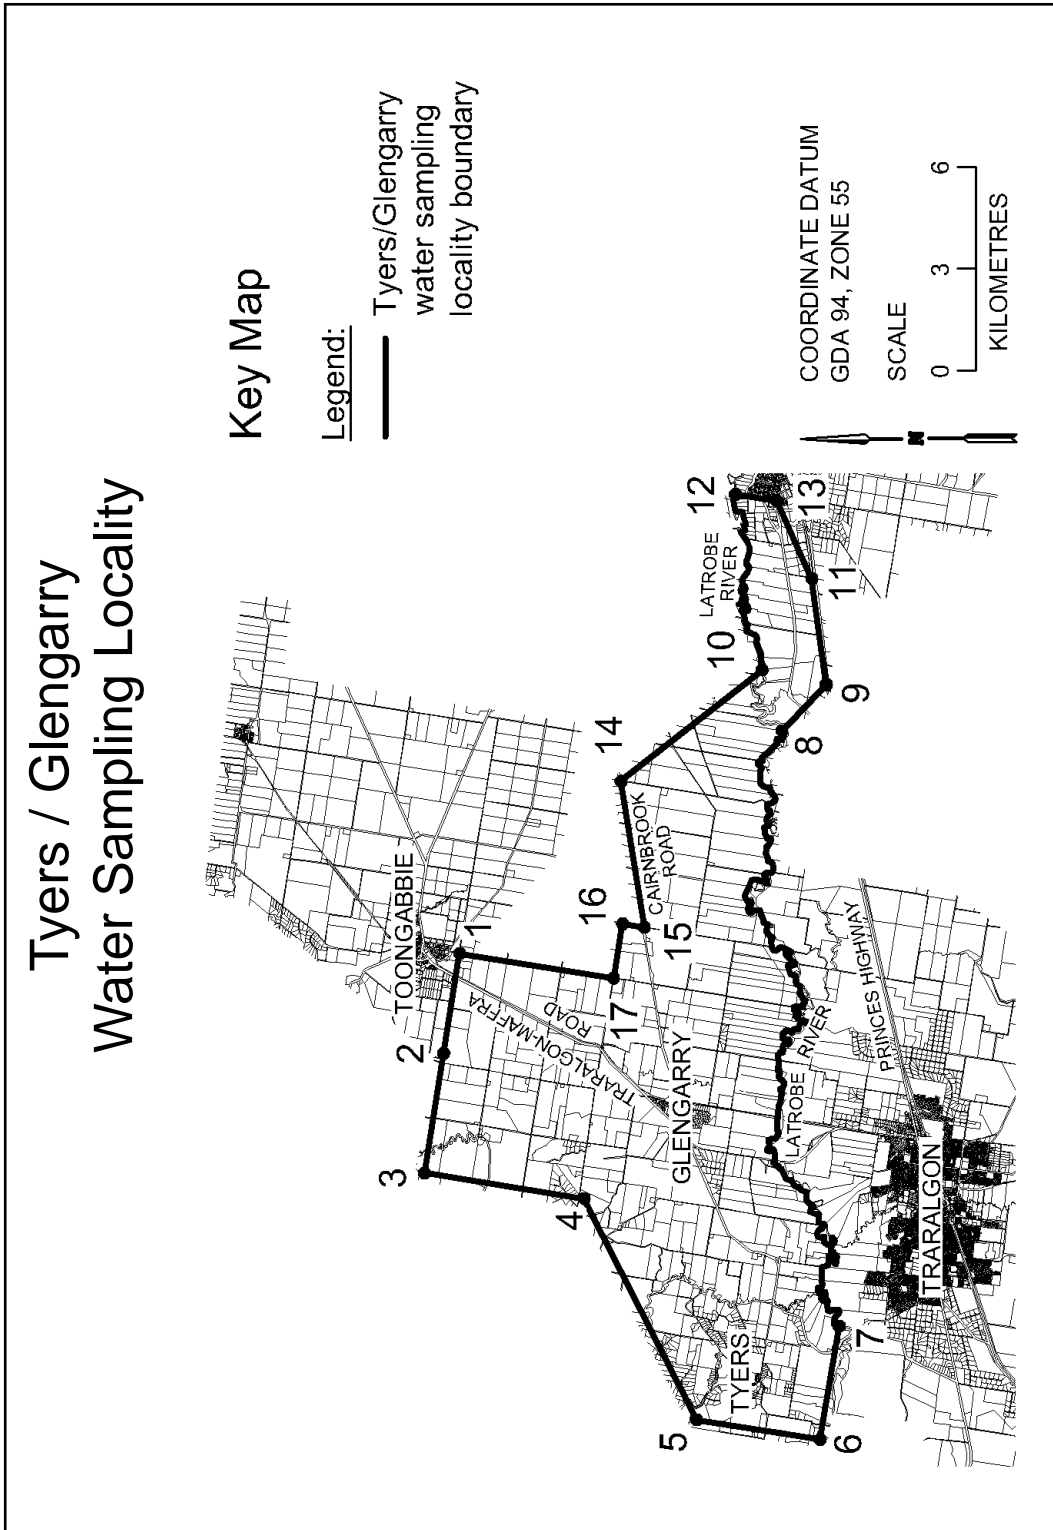 Tyers / Glengarry
Water Sampling Locality
Key Map
Legend:
Tyers/Glengarry
water sampling
locality boundary
TOONGABBIE
1
2
3
4
5
6
7
8
9
10
11
12
13
14
15
16
17
TRARALGON-MAFFRA
ROAD
CAIRNBROOK
ROAD
GLENGARRY
TYERS
LATROBE
RIVER
LATROBE
RIVER
PRINCES HIGHWAY
TRARALGON
N
COORDINATE DATUM
GDA 94, ZONE 55
SCALE
0 3 6
KILOMETRES